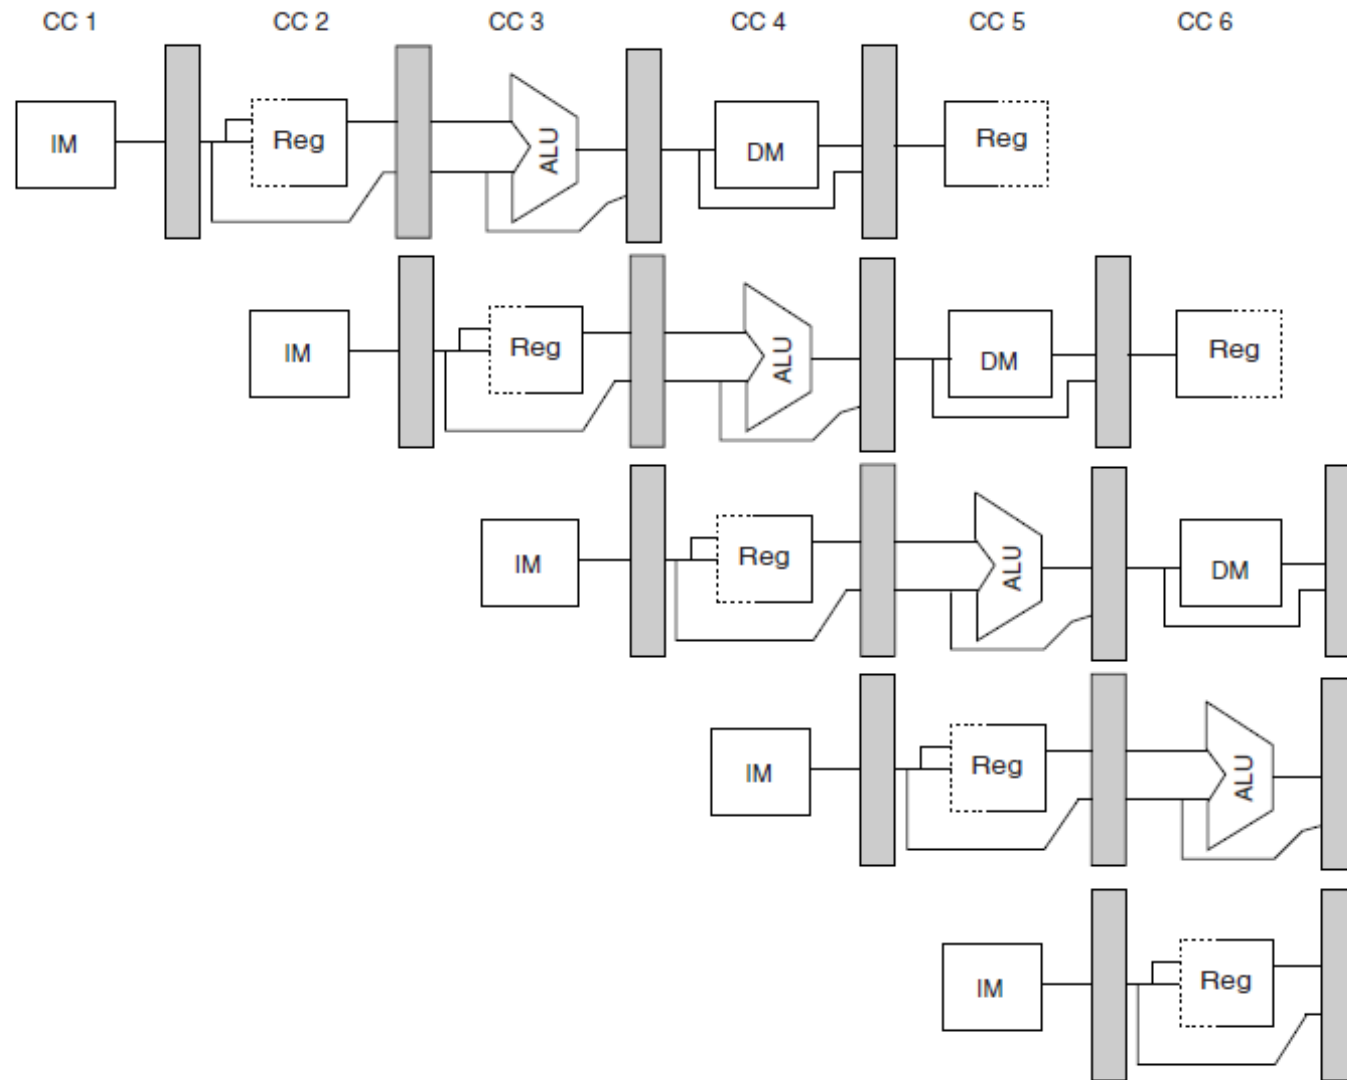 CC 1 CC 2 CC 3 CC 4 CC 5 CC 6
IM Reg ALU DM Reg
IM Reg ALU DM Reg
IM Reg ALU DM
IM Reg ALU
IM Reg